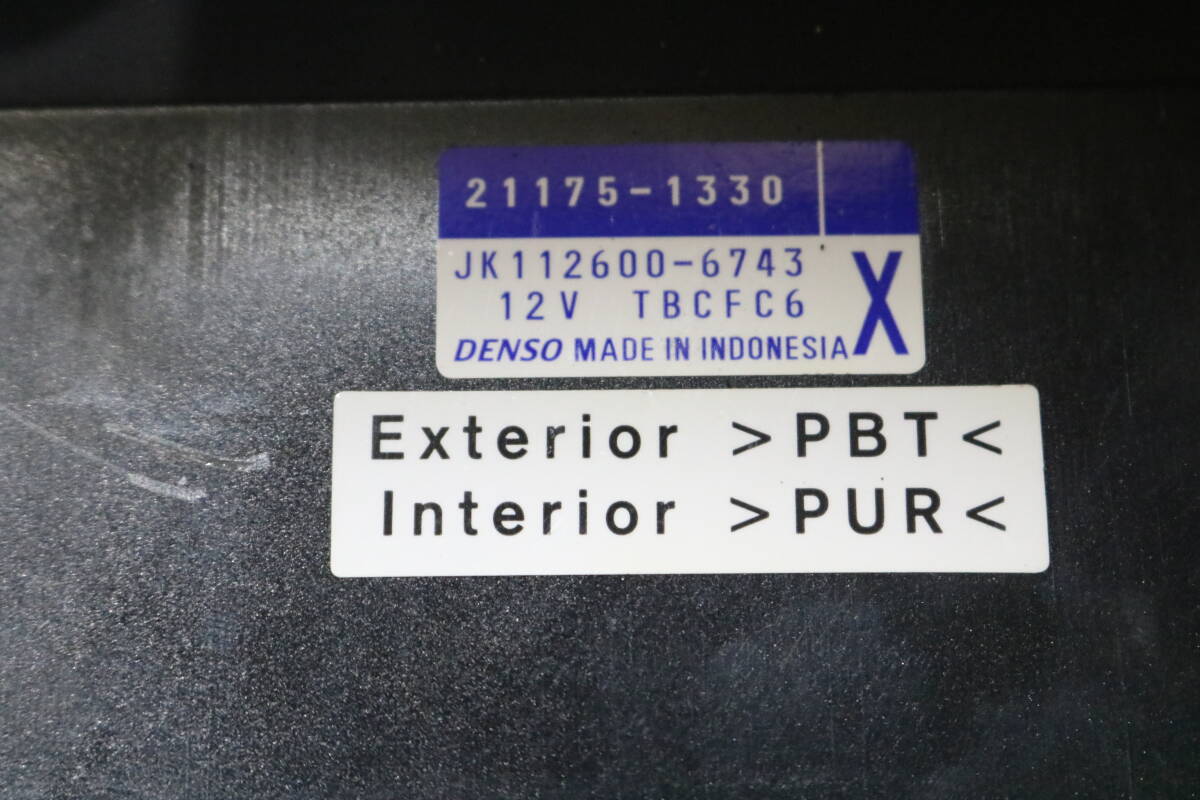 21175-1330
JK112600-6743
12V TBCFC6
X
DENSO MADE IN INDONESIA
Exterior >PBT<
Interior >PUR<